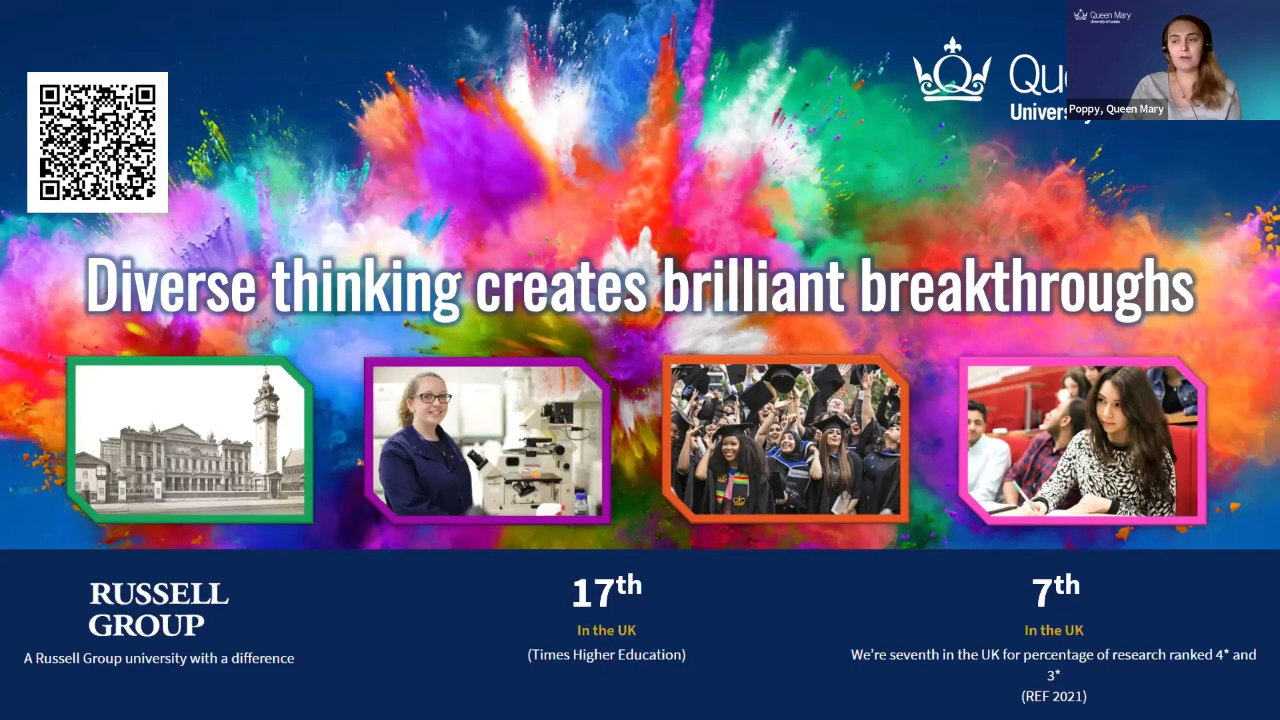 Queen Mary
University of London
Poppy, Queen Mary
Diverse thinking creates brilliant breakthroughs
RUSSELL
GROUP
A Russell Group university with a difference
17th
In the UK
(Times Higher Education)
7th
In the UK
We're seventh in the UK for percentage of research ranked 4* and
3*
(REF 2021)